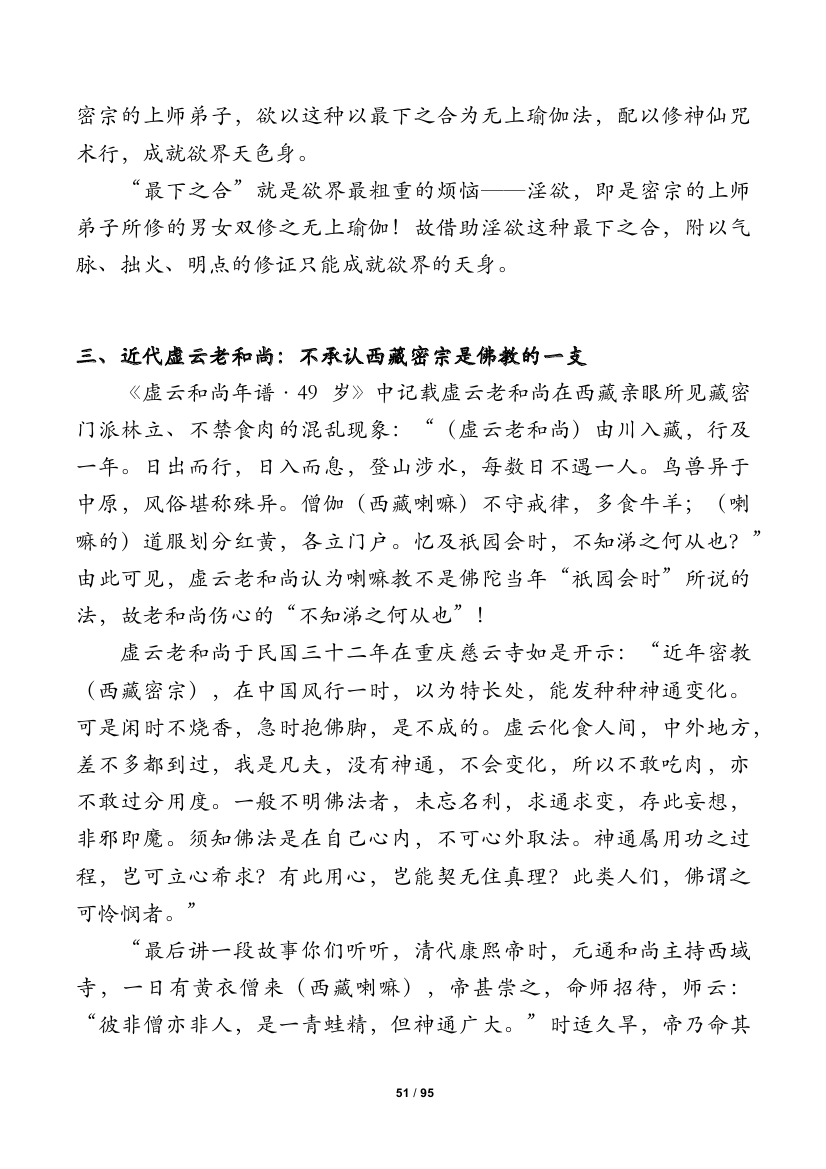 密宗的上师弟子，欲以这种以最下之合为无上瑜伽法，配以修神仙咒
术行，成就欲界天色身。
“最下之合”就是欲界最粗重的烦恼——淫欲，即是密宗的上师
弟子所修的男女双修之无上瑜伽！故借助淫欲这种最下之合，附以气
脉、拙火、明点的修证只能成就欲界的天身。
三、近代虚云老和尚：不承认西藏密宗是佛教的一支
《虚云和尚年谱·49 岁》中记载虚云老和尚在西藏亲眼所见藏密
门派林立、不禁食肉的混乱现象：“（虚云老和尚）由川入藏，行及
一年。日出而行，日入而息，登山涉水，每数日不遇一人。鸟兽异于
中原，风俗堪称殊异。僧伽（西藏喇嘛）不守戒律，多食牛羊；（喇
嘛的）道服划分红黄，各立门户。忆及祇园会时，不知涕之何从也？”
由此可见，虚云老和尚认为喇嘛教不是佛陀当年“祇园会时”所说的
法，故老和尚伤心的“不知涕之何从也”！
虚云老和尚于民国三十二年在重庆慈云寺如是开示：“近年密教
（西藏密宗），在中国风行一时，以为特长处，能发种种神通变化。
可是闲时不烧香，急时抱佛脚，是不成的。虚云化食人间，中外地方，
差不多都到过，我是凡夫，没有神通，不会变化，所以不敢吃肉，亦
不敢过分用度。一般不明佛法者，未忘名利，求通求变，存此妄想，
非邪即魔。须知佛法是在自己心内，不可心外取法。神通属用功之过
程，岂可立心希求？有此用心，岂能契无住真理？此类人们，佛谓之
可怜悯者。”
“最后讲一段故事你们听听，清代康熙帝时，元通和尚主持西域
寺，一日有黄衣僧来（西藏喇嘛），帝甚崇之，命师招待，师云：
“彼非僧亦非人，是一青蛙精，但神通广大。”时适久旱，帝乃命其
51 / 95